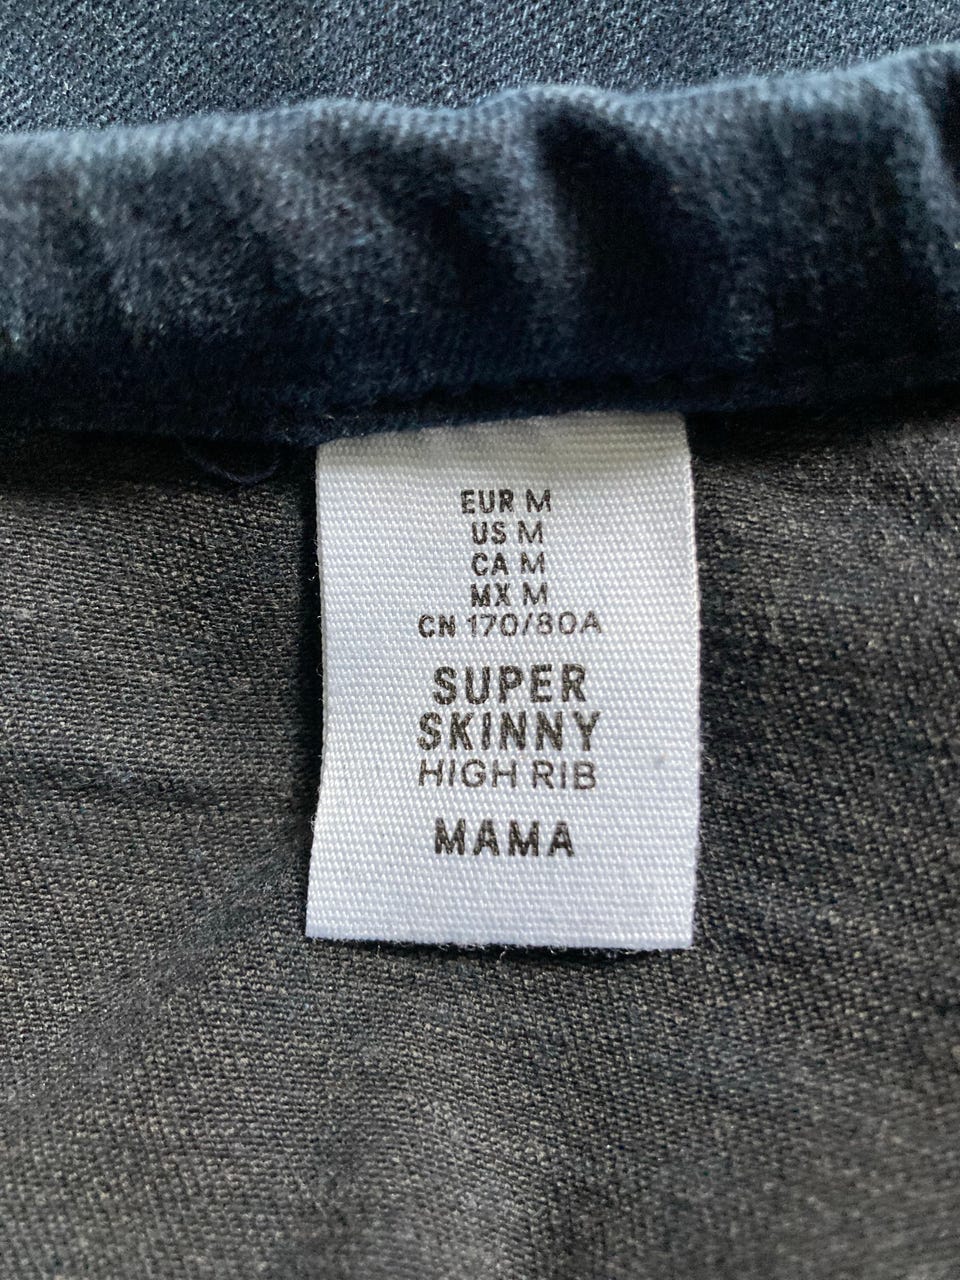 EUR M
US M
CA M
MX M
CN 170/80A
SUPER
SKINNY
HIGH RIB
MAMA